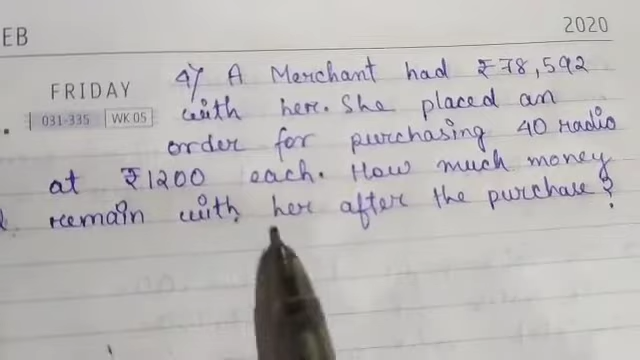 EB
2020
FRIDAY
031-335 WK 05
4) A Merchant had ₹78,592
with her. She placed an
order for purchasing 40 radio
at ₹1200 each. How much money
remain with her after the purchase?